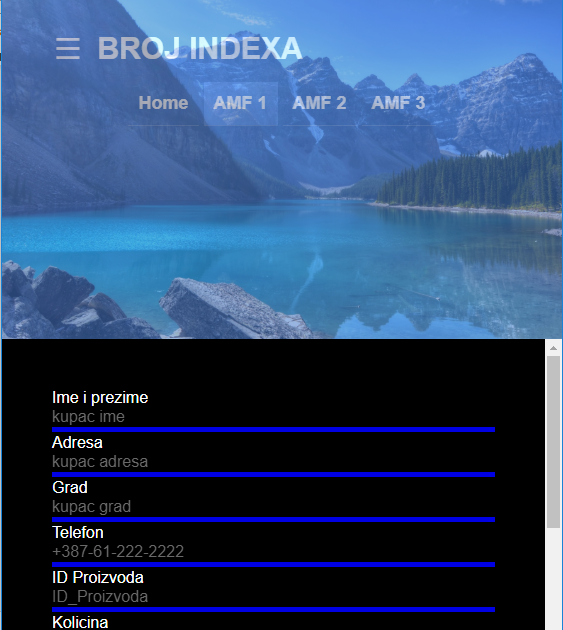 ☰ BROJ INDEXA
Home AMF 1 AMF 2 AMF 3
Ime i prezime
kupac ime
Adresa
kupac adresa
Grad
kupac grad
Telefon
+387-61-222-2222
ID Proizvoda
ID_Proizvoda
Kolicina